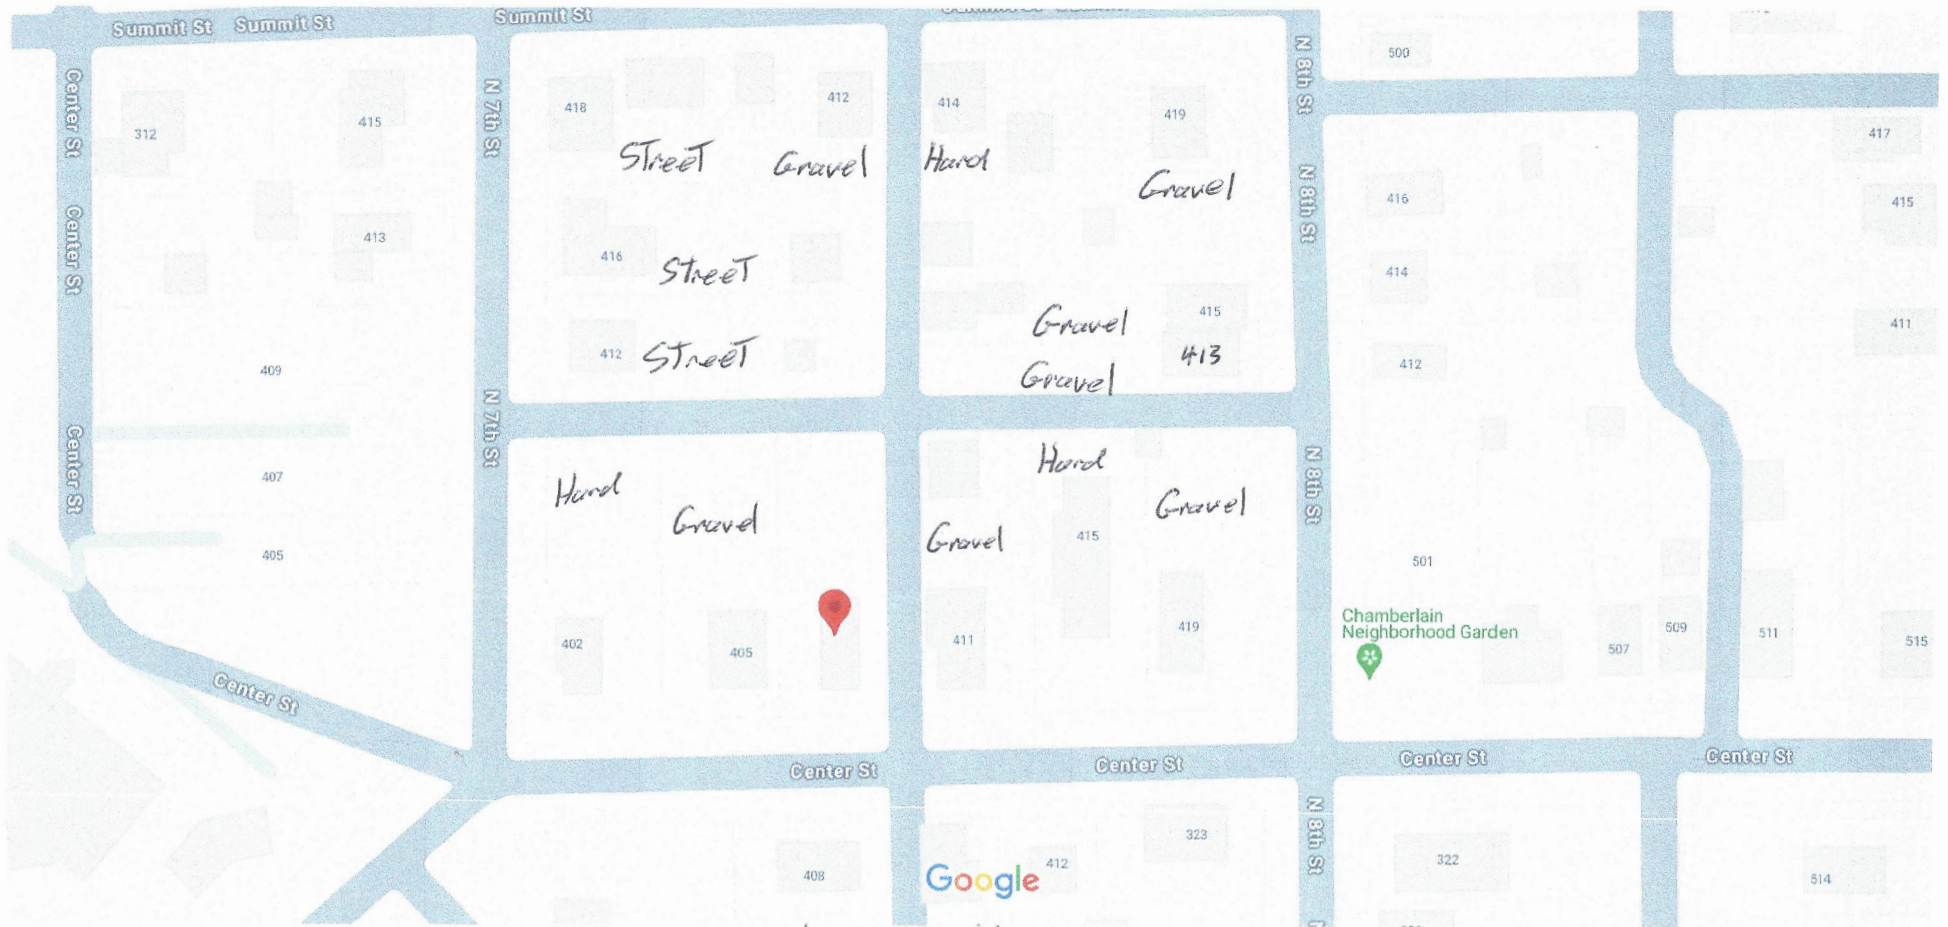 Summit St Summit St Summit St
Center St
Center St
Center St
Center St
N 7th St
N 7th St
N 8th St
N 8th St
N 8th St
N 8th St
312
415
413
409
407
405
418
412
Street Gravel
416
Street
412 Street
414
419
Hard
Gravel
Gravel
415
413
Gravel
500
416
414
412
417
415
411
Hard
Gravel
402
405
Hard
Gravel
Gravel
415
411
419
501
Chamberlain
Neighborhood Garden
507
509
511
515
Center St Center St Center St Center St
408
Google
412
323
322
514